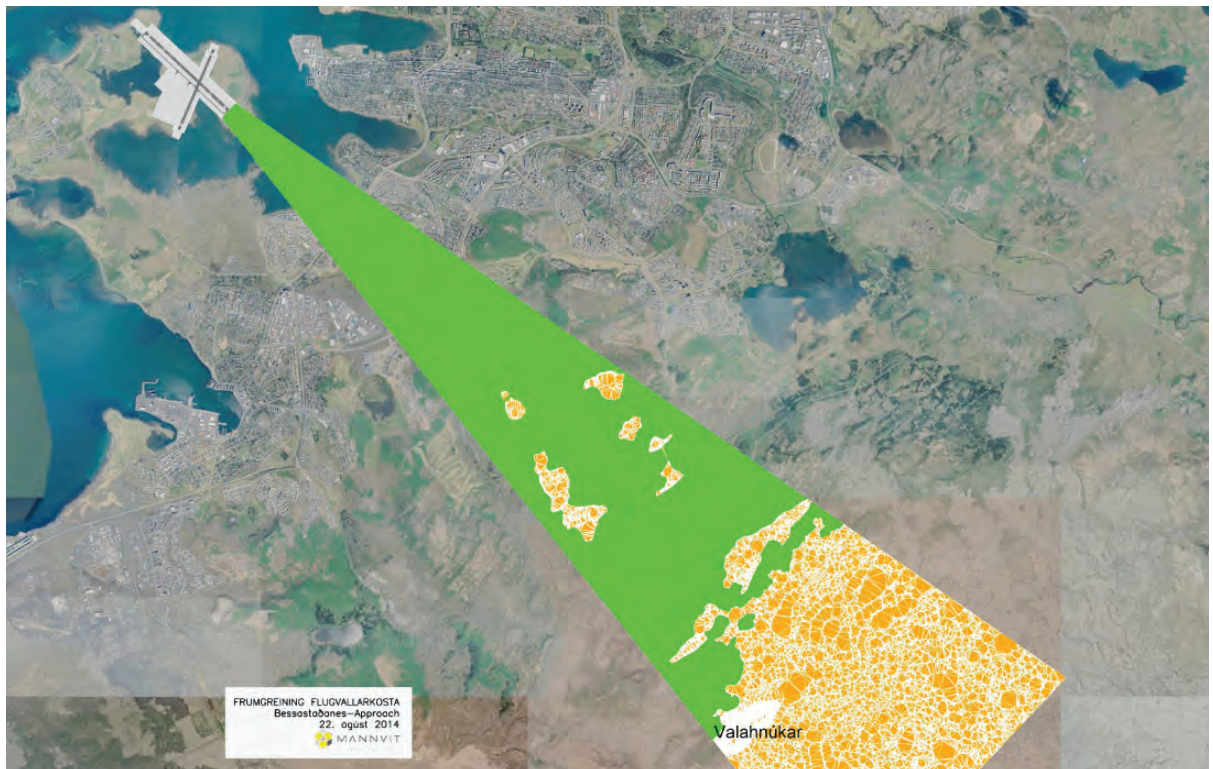 FRUMGREINING FLUGVALLARKOSTA
Bessastaðanes-Approach
22. ágúst 2014
MANNVIT
Valahnúkar